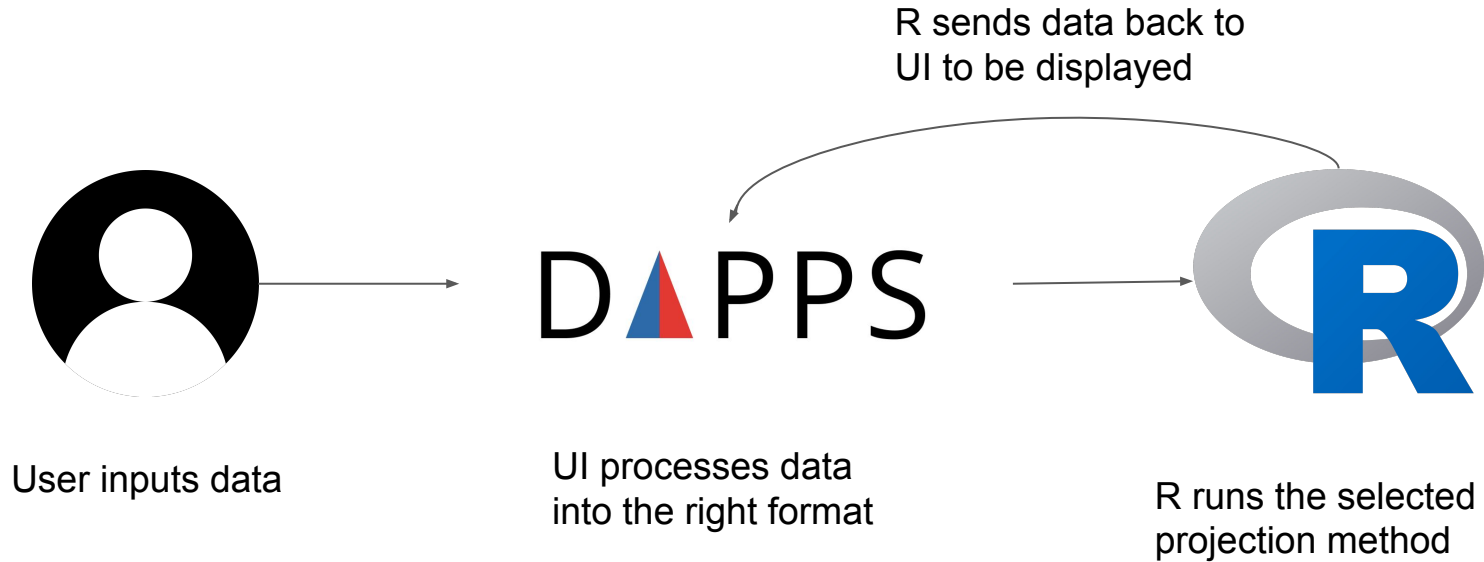 R sends data back to
UI to be displayed
DAPPS
R
User inputs data
UI processes data
into the right format
R runs the selected
projection method